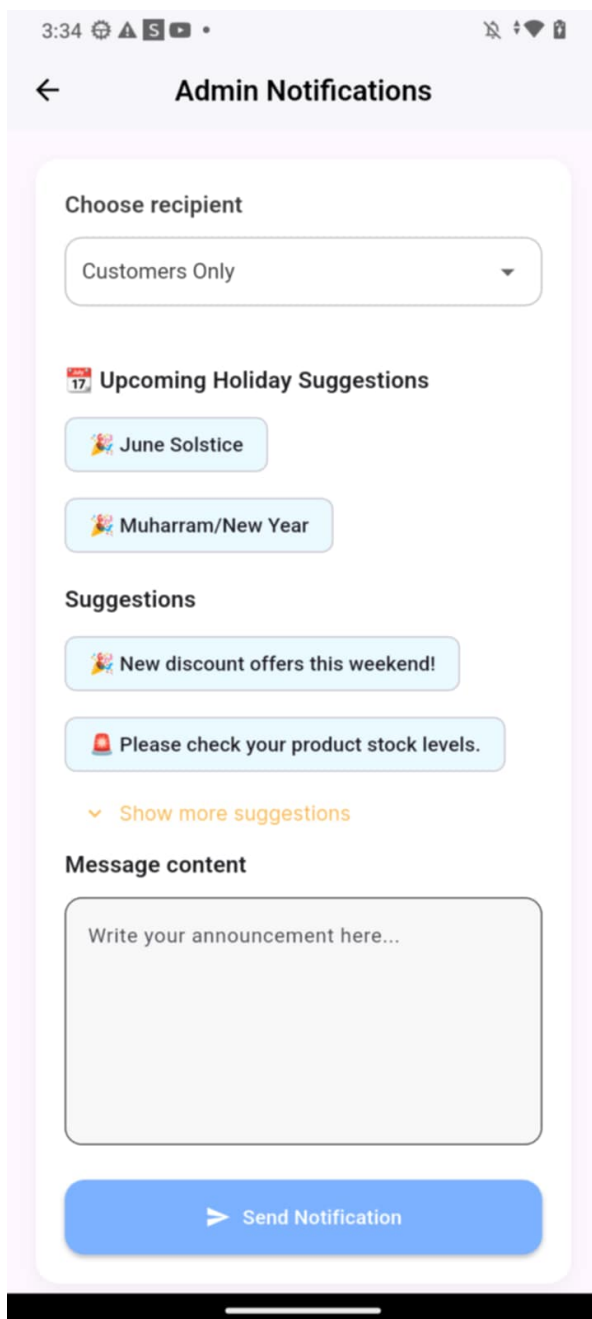 3:34
Admin Notifications
Choose recipient
Customers Only
📅 Upcoming Holiday Suggestions
🎉 June Solstice
🎉 Muharram/New Year
Suggestions
🎉 New discount offers this weekend!
🚨 Please check your product stock levels.
Show more suggestions
Message content
Write your announcement here...
Send Notification